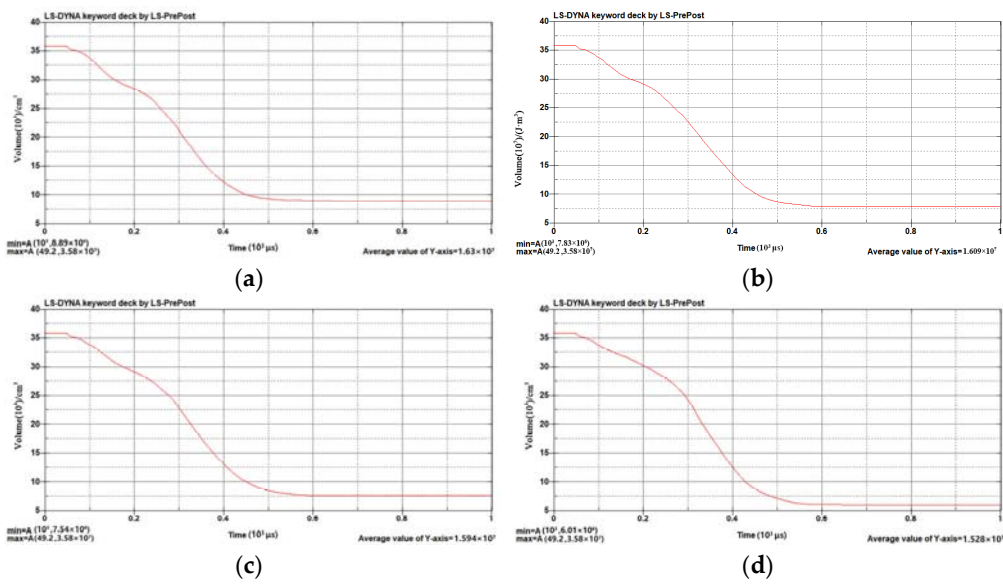 LS-DYNA keyword deck by LS-PrePost
40
35
30
25
20
15
10
5
0 0.2 0.4 0.6 0.8 1
Time (10³ μs)
min=A (10³,8.89×10⁶)
max=A (49.2,3.58×10⁷)
Average value of Y-axis=1.63×10⁷
(a)
LS-DYNA keyword deck by LS-PrePost
40
35
30
25
20
15
10
5
0 0.2 0.4 0.6 0.8 1
Time (10³ μs)
min=A(10³,7.83×10⁶)
max=A(49.2,3.58×10⁷)
Average value of Y-axis=1.609×10⁷
(b)
LS-DYNA keyword deck by LS-PrePost
40
35
30
25
20
15
10
5
0 0.2 0.4 0.6 0.8 1
Time (10³ μs)
min=A (10³,7.54×10⁶)
max=A(49.2,3.58×10⁷)
Average value of Y-axis=1.594×10⁷
(c)
LS-DYNA keyword deck by LS-PrePost
40
35
30
25
20
15
10
5
0 0.2 0.4 0.6 0.8 1
Time (10³ μs)
min=A (10³,6.01×10⁶)
max=A(49.2,3.58×10⁷)
Average value of Y-axis=1.528×10⁷
(d)